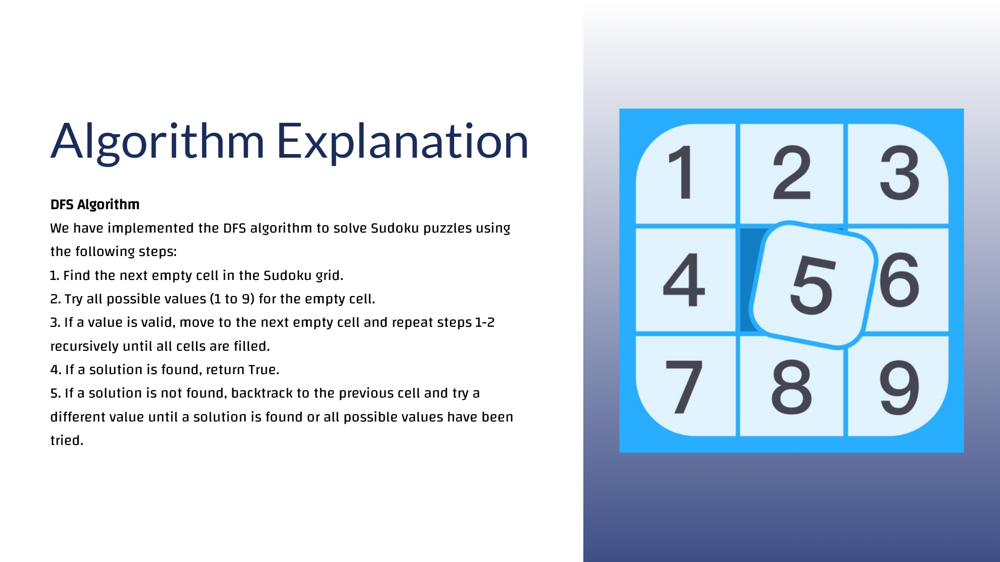 Algorithm Explanation
DFS Algorithm
We have implemented the DFS algorithm to solve Sudoku puzzles using
the following steps:
1. Find the next empty cell in the Sudoku grid.
2. Try all possible values (1 to 9) for the empty cell.
3. If a value is valid, move to the next empty cell and repeat steps 1-2
recursively until all cells are filled.
4. If a solution is found, return True.
5. If a solution is not found, backtrack to the previous cell and try a
different value until a solution is found or all possible values have been
tried.
1 2 3
4 5 6
7 8 9